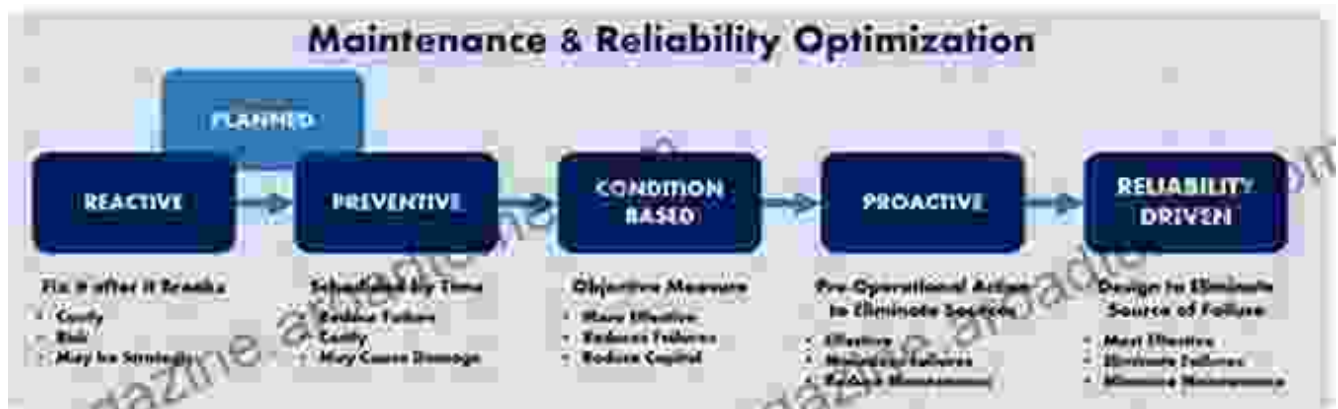 Maintenance & Reliability Optimization
PLANNED
REACTIVE
PREVENTIVE
CONDITION
BASED
PROACTIVE
RELIABILITY
DRIVEN
Fix it after it Breaks
• Costly
• Risk
• May be Strategic
Scheduled by Time
• Reduce Failure
• Costly
• May Cause Damage
Objective Measure
• More Effective
• Reduces Failures
• Reduce Capital
Pre-Operational Action
to Eliminate Sources
• Effective
• Failures
• Maintenance
Design to Eliminate
Source of Failure
• Most Effective
• Eliminate Failures
• Minimize Maintenance